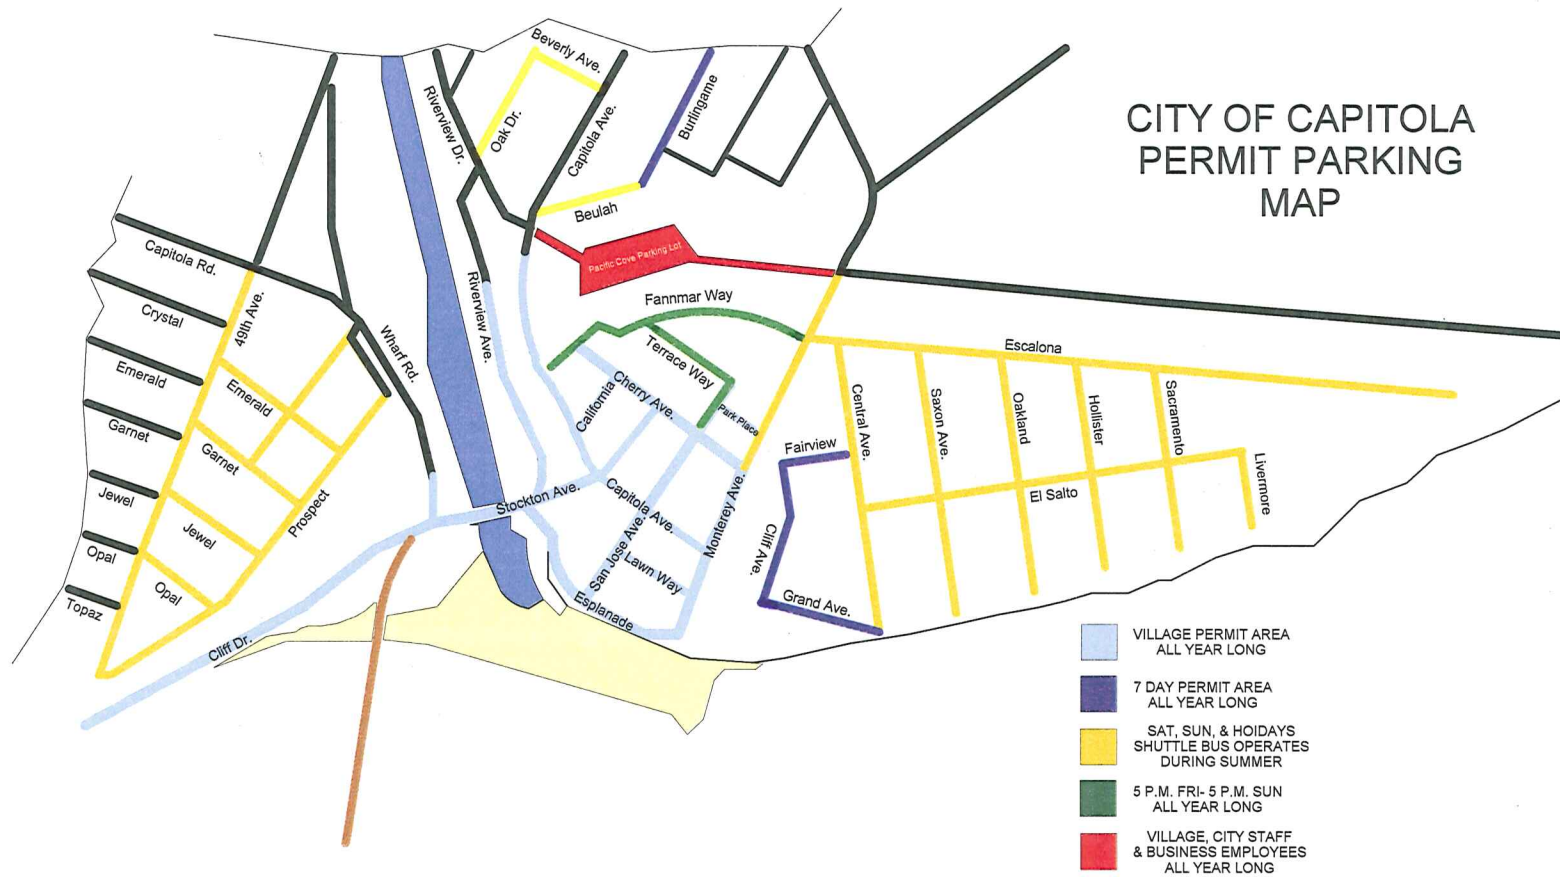 CITY OF CAPITOLA
PERMIT PARKING
MAP
Beverly Ave.
Riverview Dr.
Oak Dr.
Capitola Ave.
Burlingame
Beulah
Pacific Cove Parking Lot
Capitola Rd.
Crystal
49th Ave.
Emerald
Garnet
Jewel
Opal
Topaz
Emerald
Garnet
Jewel
Opal
Prospect
Wharf Rd.
Riverview Ave.
Fannmar Way
Terrace Way
Cherry Ave.
California
Park Place
Escalona
Central Ave.
Saxon Ave.
Oakland
Hollister
Sacramento
Livermore
El Salto
Fairview
Cliff Ave.
Grand Ave.
Stockton Ave.
Capitola Ave.
San Jose Ave.
Lawn Way
Monterey Ave.
Esplanade
Cliff Dr.
VILLAGE PERMIT AREA
ALL YEAR LONG
7 DAY PERMIT AREA
ALL YEAR LONG
SAT, SUN, & HOIDAYS
SHUTTLE BUS OPERATES
DURING SUMMER
5 P.M. FRI- 5 P.M. SUN
ALL YEAR LONG
VILLAGE, CITY STAFF
& BUSINESS EMPLOYEES
ALL YEAR LONG